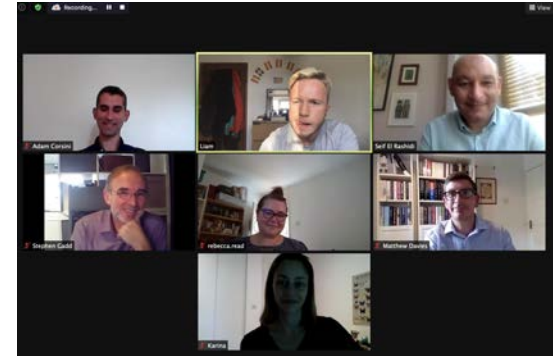 Recording...
View
Adam Corsini
Liam
Seif El Rashidi
Stephen Gadd
rebecca.read
Matthew Davies
Karina